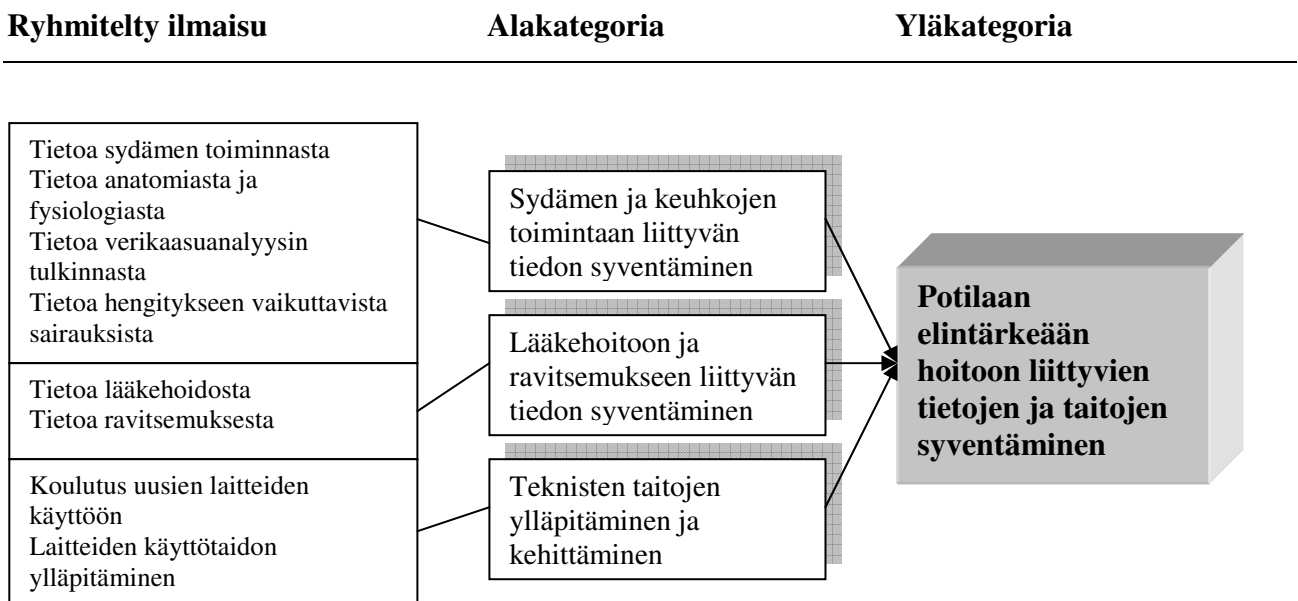 Ryhmitelty ilmaisu Alakategoria Yläkategoria
Tietoa sydämen toiminnasta
Tietoa anatomiasta ja
fysiologiasta
Tietoa verikaasuanalyysin
tulkinnasta
Tietoa hengitykseen vaikuttavista
sairauksista
Tietoa lääkehoidosta
Tietoa ravitsemuksesta
Koulutus uusien laitteiden
käyttöön
Laitteiden käyttötaidon
ylläpitäminen
Sydämen ja keuhkojen
toimintaan liittyvän
tiedon syventäminen
Lääkehoitoon ja
ravitsemukseen liittyvän
tiedon syventäminen
Teknisten taitojen
ylläpitäminen ja
kehittäminen
Potilaan
elintärkeään
hoitoon liittyvien
tietojen ja taitojen
syventäminen